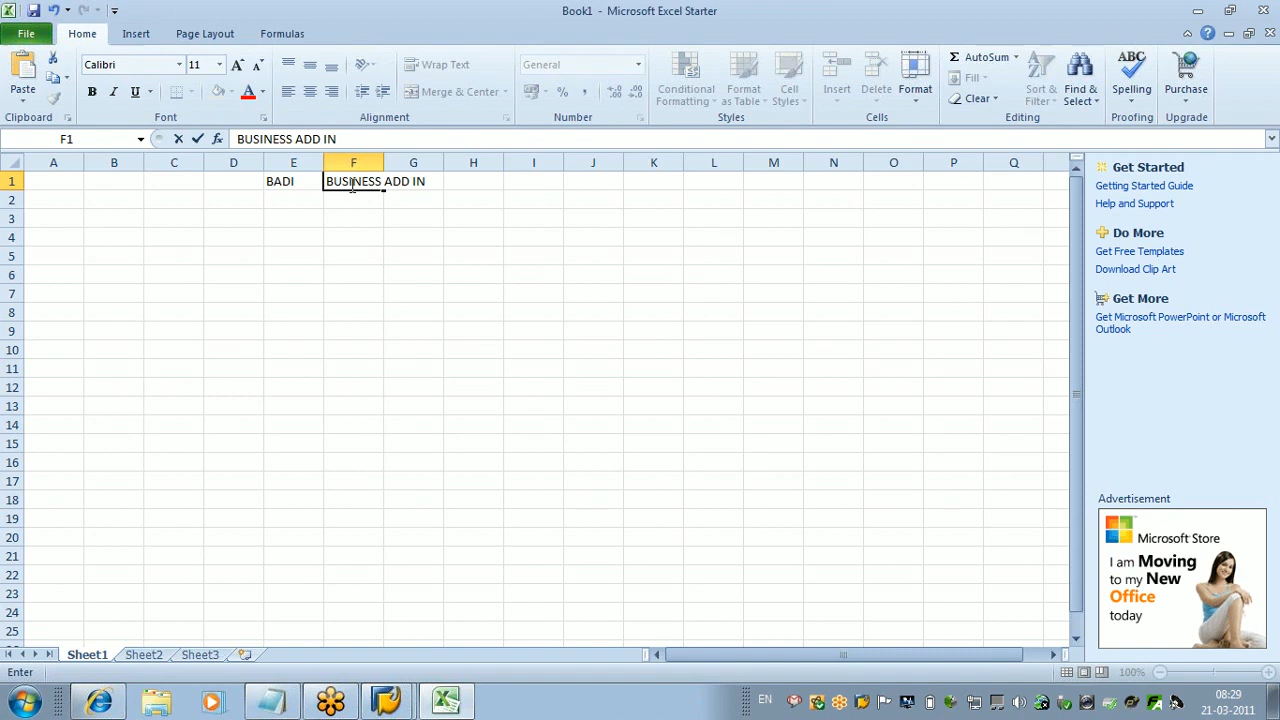 Book1 - Microsoft Excel Starter
File Home Insert Page Layout Formulas
Paste
Clipboard
Calibri 11
B I U A
Font
Wrap Text
Merge & Center
Alignment
General
% ,
Number
Conditional Formatting
Format as Table
Cell Styles
Styles
Insert Delete Format
Cells
AutoSum
Fill
Clear
Sort & Filter
Find & Select
Editing
ABC
Spelling
Proofing
Purchase
Upgrade
F1 fx BUSINESS ADD IN
A B C D E F G H I J K L M N O P Q
1 BADI BUSINESS ADD IN
2
3
4
5
6
7
8
9
10
11
12
13
14
15
16
17
18
19
20
21
22
23
24
25
Get Started
Getting Started Guide
Help and Support
Do More
Get Free Templates
Download Clip Art
Get More
Get Microsoft PowerPoint or Microsoft
Outlook
Advertisement
Microsoft Store
I am Moving
to my New
Office
today
Sheet1 Sheet2 Sheet3
Enter 100%
EN 08:29
21-03-2011